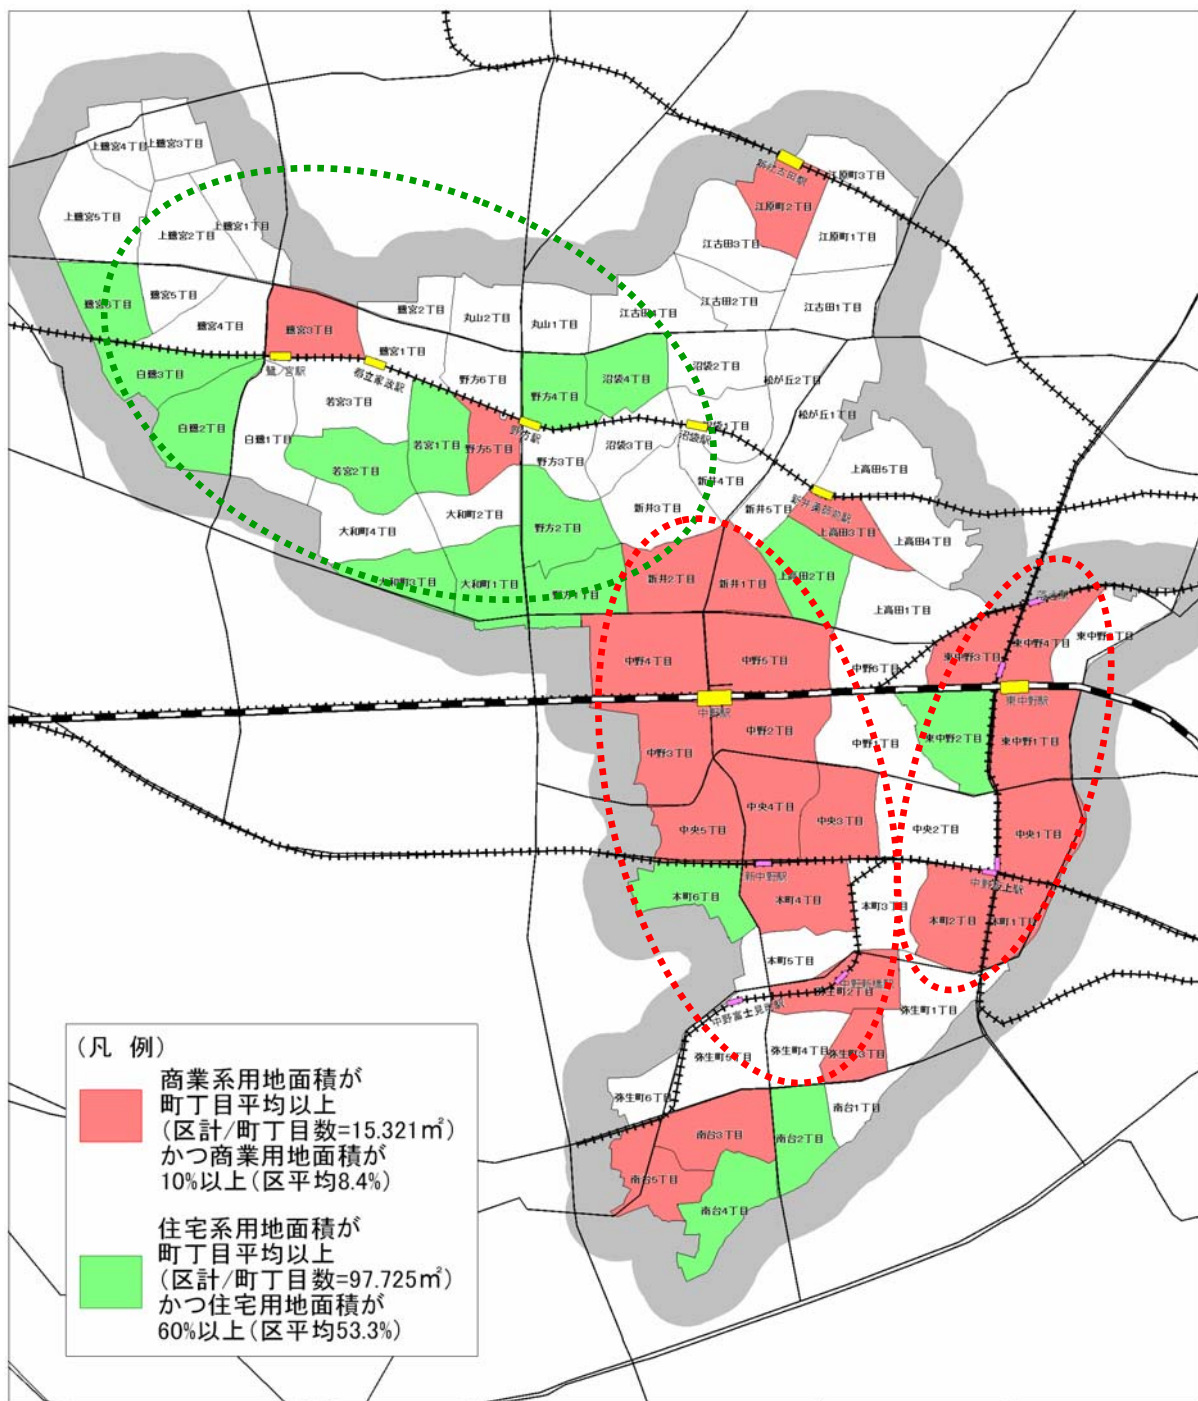 上鷺宮4丁目
上鷺宮3丁目
上鷺宮5丁目
上鷺宮2丁目
上鷺宮1丁目
新江古田駅
江原町3丁目
江原町2丁目
江原町1丁目
江古田3丁目
江古田2丁目
江古田1丁目
江古田4丁目
鷺宮6丁目
鷺宮5丁目
鷺宮4丁目
鷺宮3丁目
鷺宮2丁目
鷺宮1丁目
丸山2丁目
丸山1丁目
鷺ノ宮駅
都立家政駅
野方駅
沼袋駅
新井薬師前駅
白鷺3丁目
白鷺2丁目
白鷺1丁目
若宮3丁目
若宮2丁目
若宮1丁目
野方6丁目
野方5丁目
野方4丁目
野方3丁目
野方2丁目
野方1丁目
沼袋4丁目
沼袋3丁目
沼袋2丁目
沼袋1丁目
松が丘2丁目
松が丘1丁目
大和町4丁目
大和町3丁目
大和町2丁目
大和町1丁目
新井5丁目
新井4丁目
新井3丁目
新井2丁目
新井1丁目
上高田5丁目
上高田4丁目
上高田3丁目
上高田2丁目
上高田1丁目
落合駅
中野4丁目
中野5丁目
中野6丁目
東中野3丁目
東中野4丁目
東中野5丁目
中野駅
東中野駅
中野3丁目
中野2丁目
中野1丁目
東中野2丁目
東中野1丁目
中央5丁目
中央4丁目
中央3丁目
中央2丁目
中央1丁目
新中野駅
中野坂上駅
本町6丁目
本町4丁目
本町3丁目
本町2丁目
本町1丁目
本町5丁目
中野新橋駅
中野富士見町駅
弥生町2丁目
弥生町1丁目
弥生町5丁目
弥生町4丁目
弥生町3丁目
弥生町6丁目
南台3丁目
南台2丁目
南台1丁目
南台5丁目
南台4丁目
(凡 例)
商業系用地面積が
町丁目平均以上
(区計/町丁目数=15.321㎡)
かつ商業用地面積が
10%以上(区平均8.4%)
住宅系用地面積が
町丁目平均以上
(区計/町丁目数=97.725㎡)
かつ住宅用地面積が
60%以上(区平均53.3%)